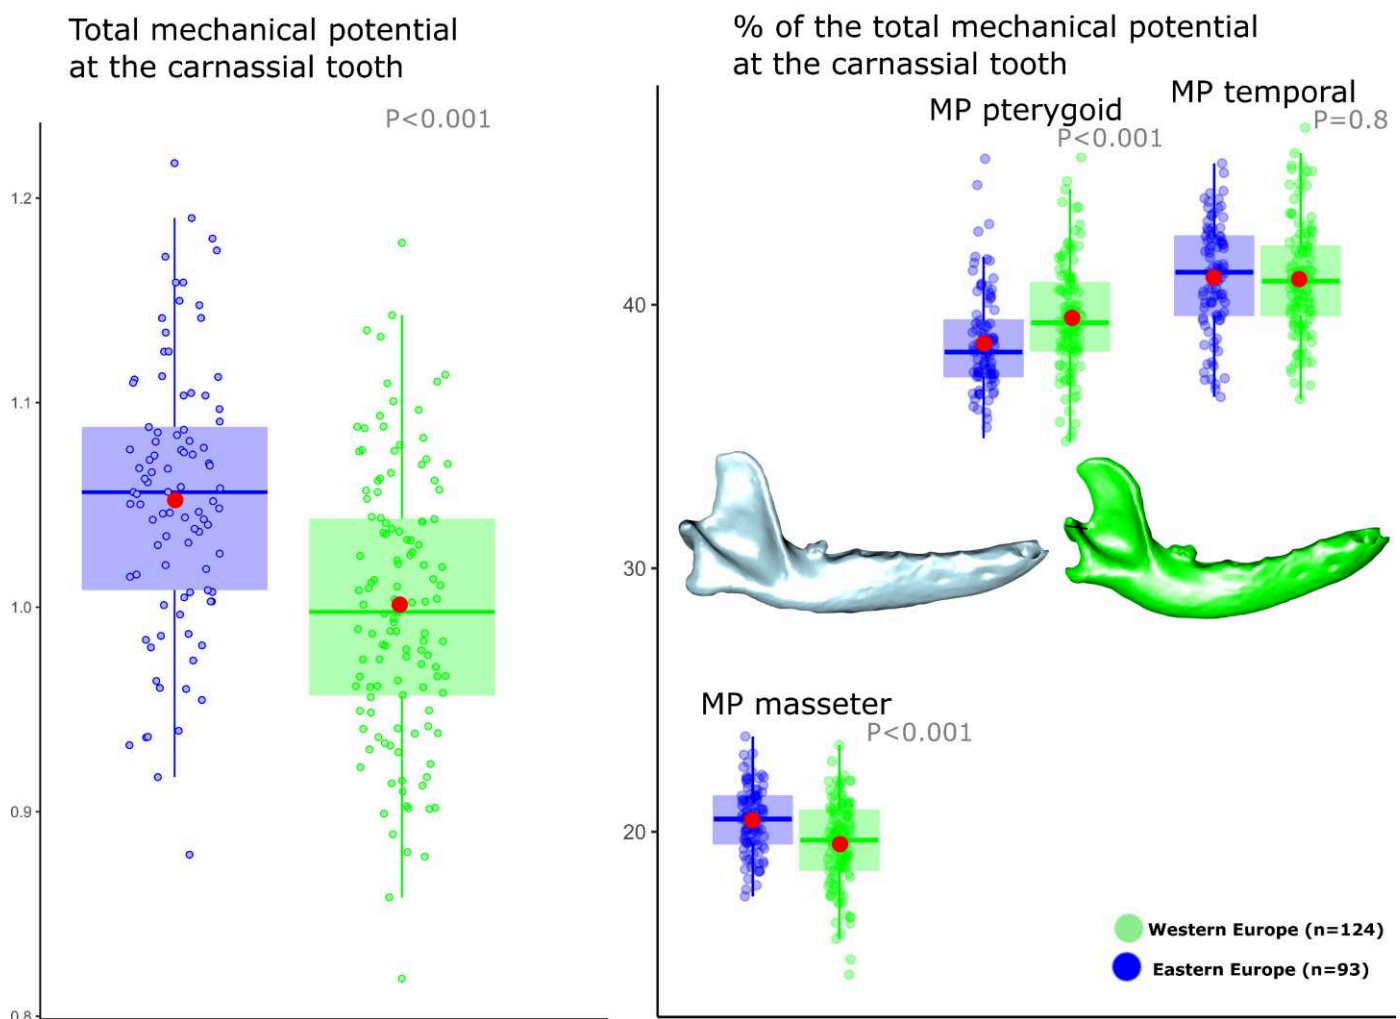 Total mechanical potential
at the carnassial tooth
P<0.001
1.2
1.1
1.0
0.9
0.8
% of the total mechanical potential
at the carnassial tooth
MP pterygoid
P<0.001
MP temporal
P=0.8
40
30
20
MP masseter
P<0.001
Western Europe (n=124)
Eastern Europe (n=93)